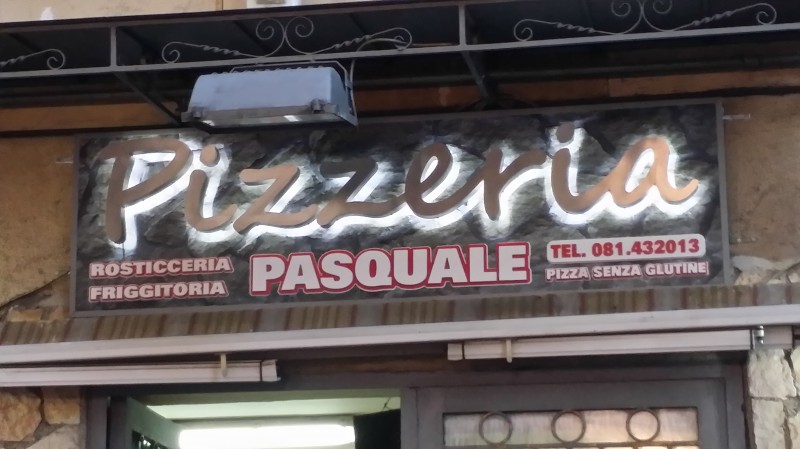 Pizzeria
ROSTICCERIA
FRIGGITORIA
PASQUALE
TEL. 081.432013
PIZZA SENZA GLUTINE